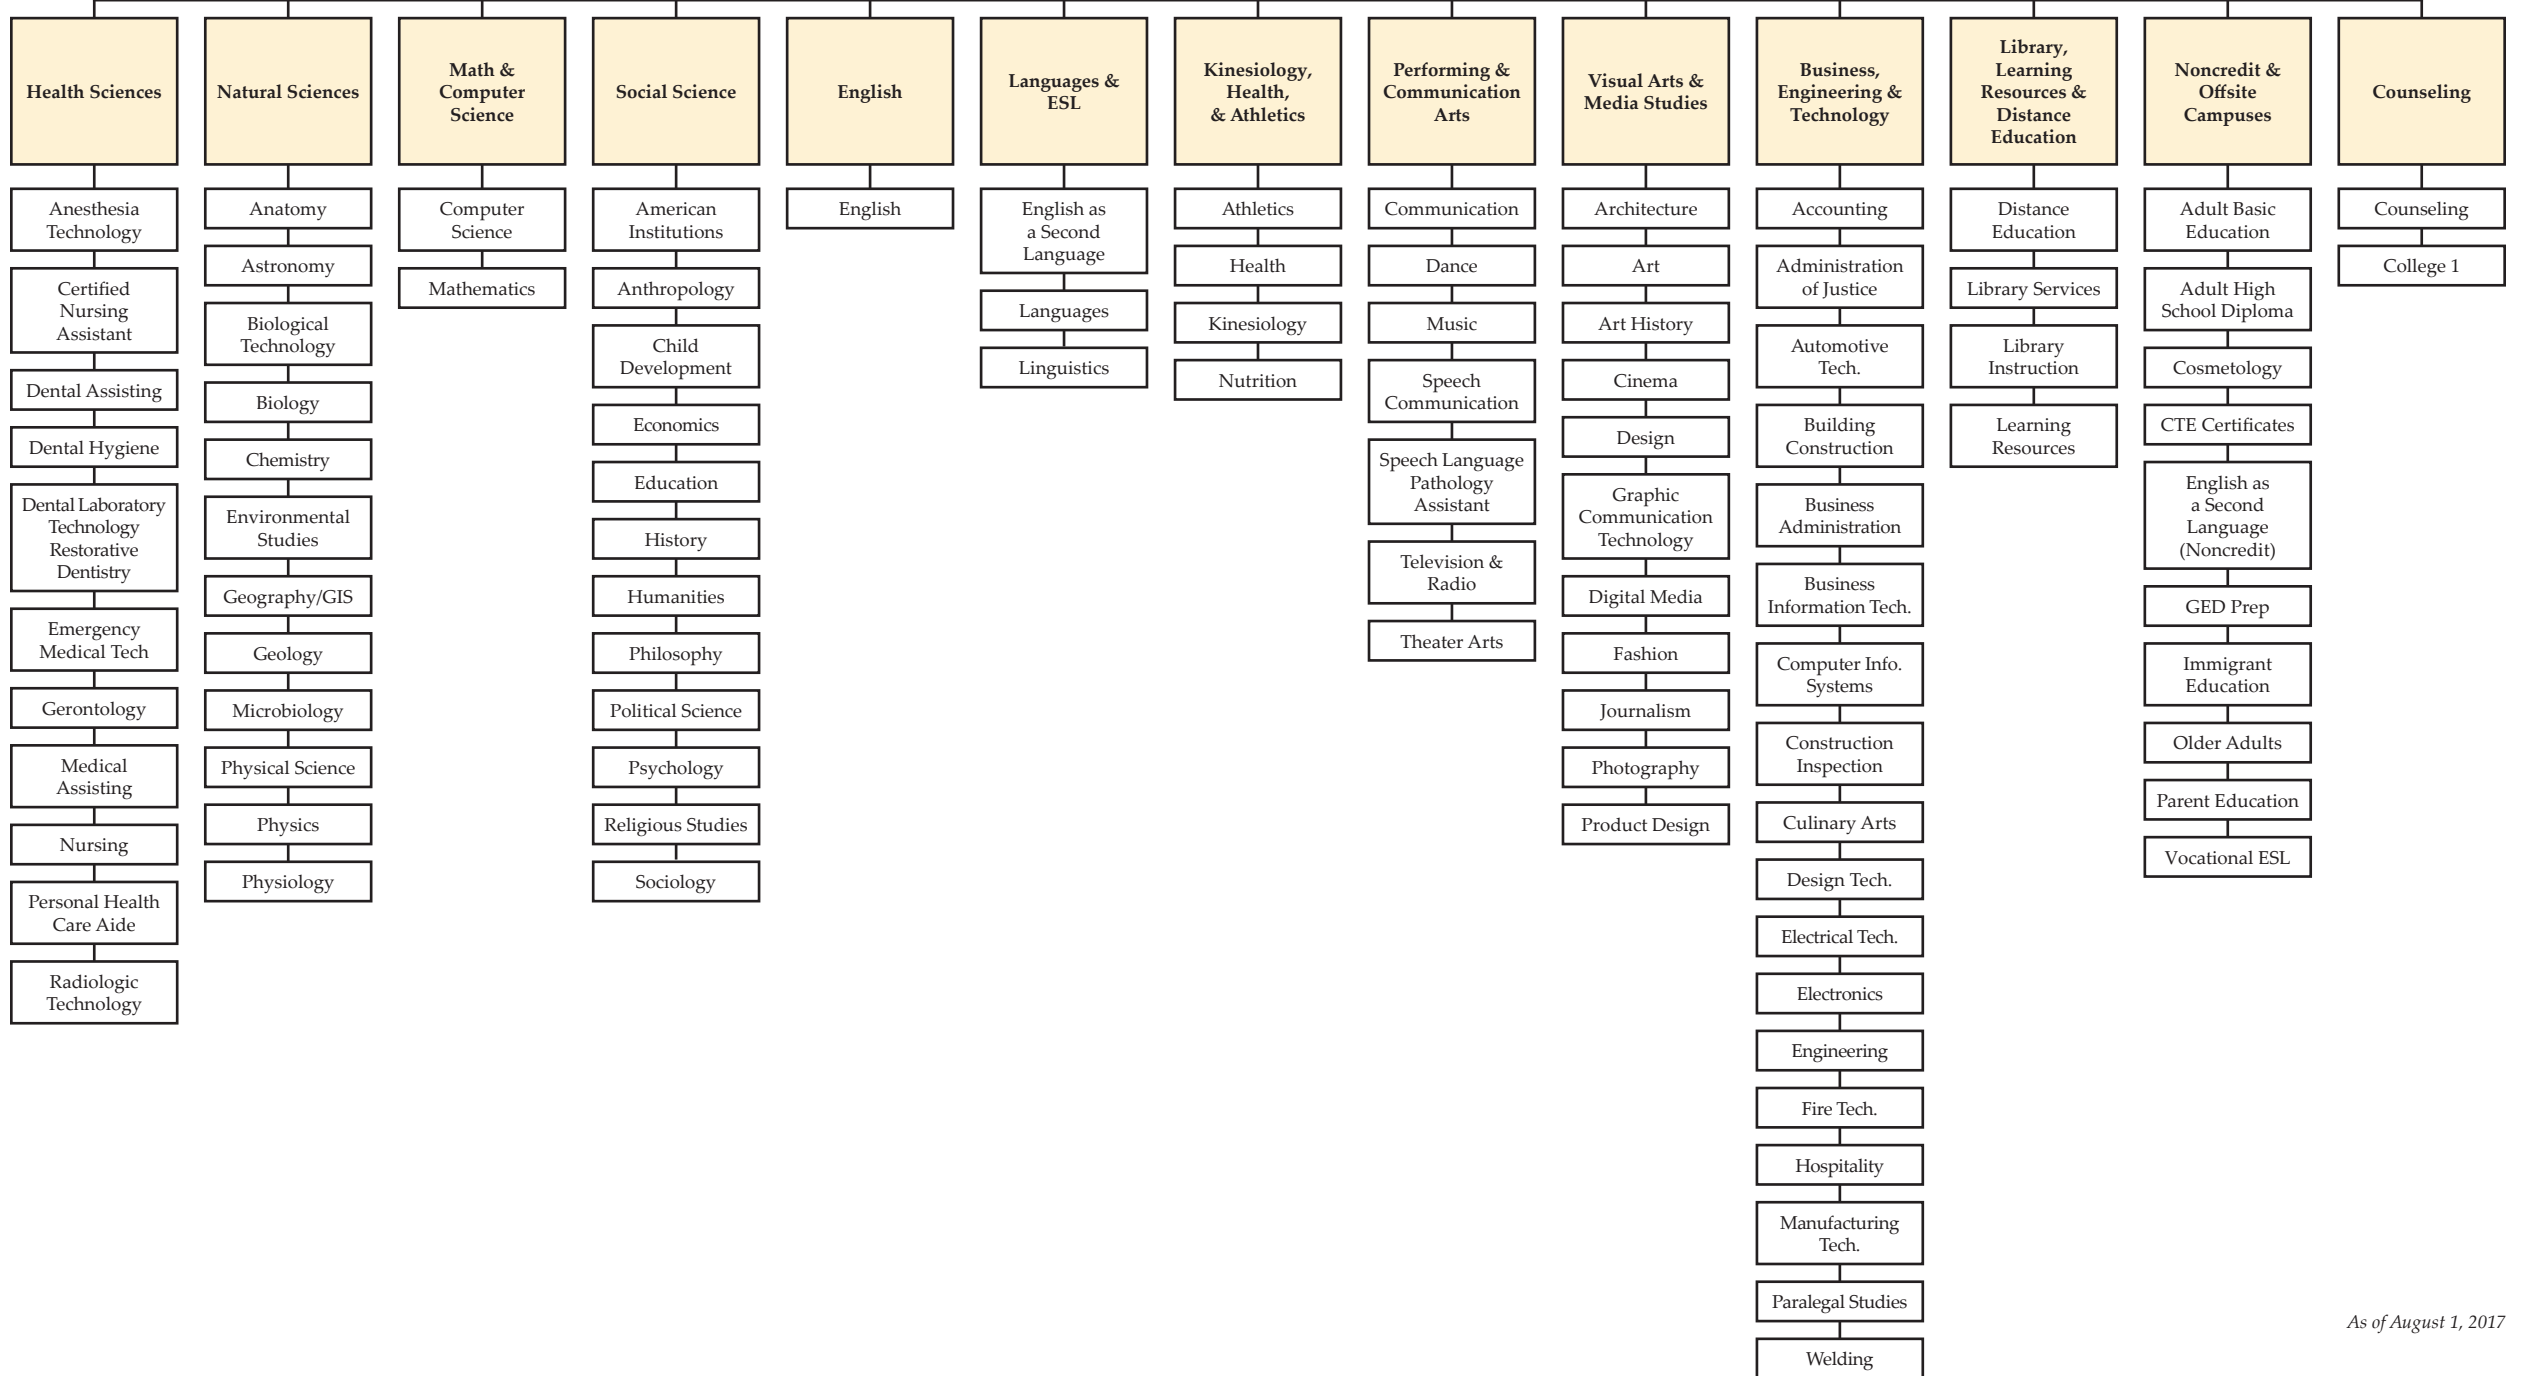 Health Sciences
Anesthesia
Technology
Certified
Nursing
Assistant
Dental Assisting
Dental Hygiene
Dental Laboratory
Technology
Restorative
Dentistry
Emergency
Medical Tech
Gerontology
Medical
Assisting
Nursing
Personal Health
Care Aide
Radiologic
Technology
Natural Sciences
Anatomy
Astronomy
Biological
Technology
Biology
Chemistry
Environmental
Studies
Geography/GIS
Geology
Microbiology
Physical Science
Physics
Physiology
Math &
Computer
Science
Computer
Science
Mathematics
Social Science
American
Institutions
Anthropology
Child
Development
Economics
Education
History
Humanities
Philosophy
Political Science
Psychology
Religious Studies
Sociology
English
English
Languages &
ESL
English as
a Second
Language
Languages
Linguistics
Kinesiology,
Health,
& Athletics
Athletics
Health
Kinesiology
Nutrition
Performing &
Communication
Arts
Communication
Dance
Music
Speech
Communication
Speech Language
Pathology
Assistant
Television &
Radio
Theater Arts
Visual Arts &
Media Studies
Architecture
Art
Art History
Cinema
Design
Graphic
Communication
Technology
Digital Media
Fashion
Journalism
Photography
Product Design
Business,
Engineering &
Technology
Accounting
Administration
of Justice
Automotive
Tech.
Building
Construction
Business
Administration
Business
Information Tech.
Computer Info.
Systems
Construction
Inspection
Culinary Arts
Design Tech.
Electrical Tech.
Electronics
Engineering
Fire Tech.
Hospitality
Manufacturing
Tech.
Paralegal Studies
Welding
Library,
Learning
Resources &
Distance
Education
Distance
Education
Library Services
Library
Instruction
Learning
Resources
Noncredit &
Offsite
Campuses
Adult Basic
Education
Adult High
School Diploma
Cosmetology
CTE Certificates
English as
a Second
Language
(Noncredit)
GED Prep
Immigrant
Education
Older Adults
Parent Education
Vocational ESL
Counseling
Counseling
College 1
As of August 1, 2017